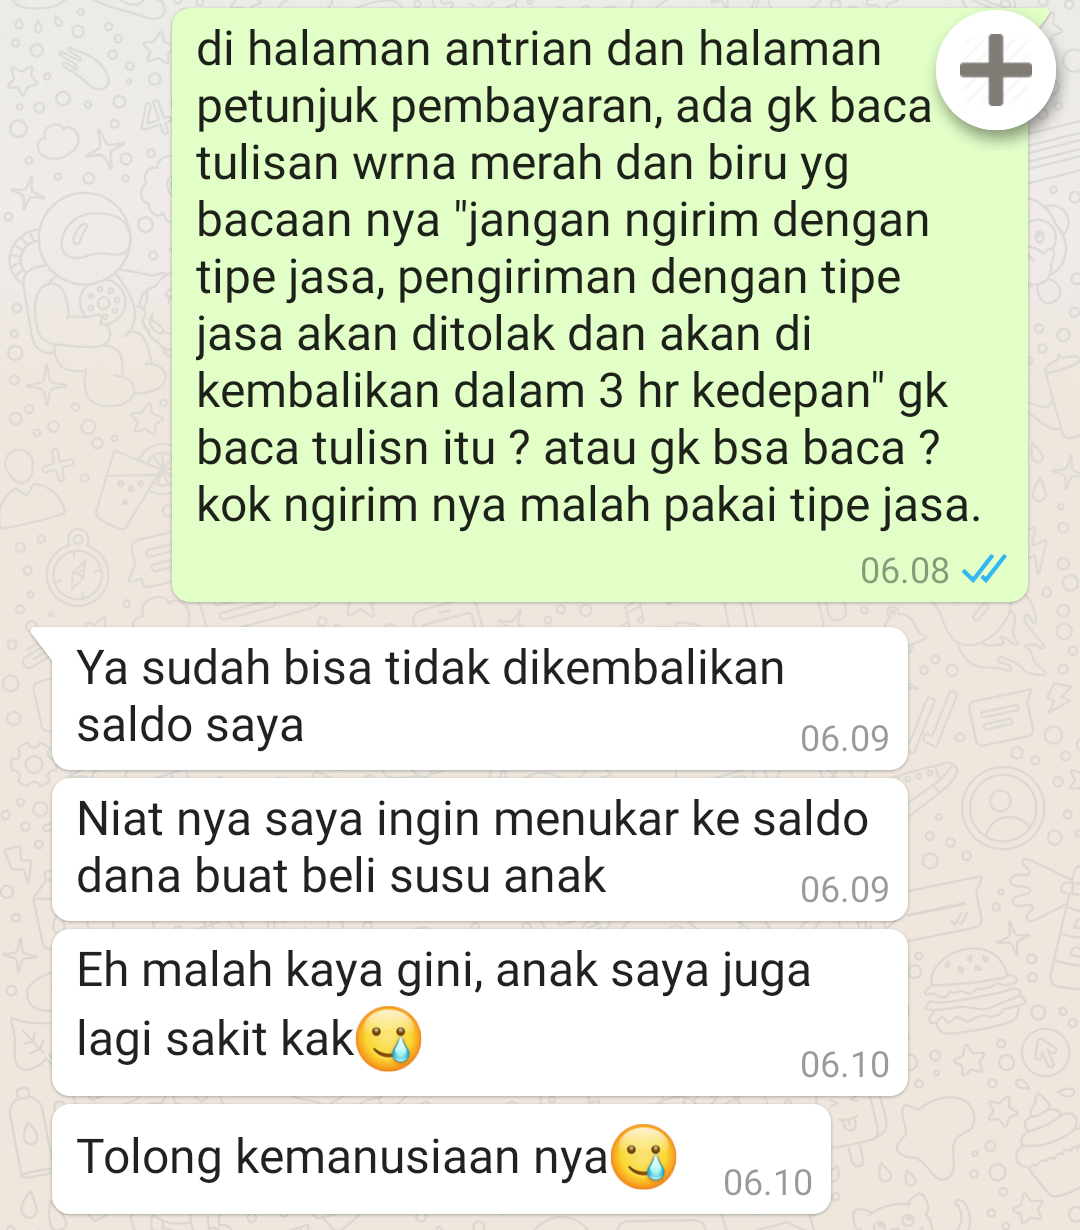 di halaman antrian dan halaman
petunjuk pembayaran, ada gk baca
tulisan wrna merah dan biru yg
bacaan nya "jangan ngirim dengan
tipe jasa, pengiriman dengan tipe
jasa akan ditolak dan akan di
kembalikan dalam 3 hr kedepan" gk
baca tulisn itu ? atau gk bsa baca ?
kok ngirim nya malah pakai tipe jasa.
06.08
Ya sudah bisa tidak dikembalikan
saldo saya
06.09
Niat nya saya ingin menukar ke saldo
dana buat beli susu anak
06.09
Eh malah kaya gini, anak saya juga
lagi sakit kak🥲
06.10
Tolong kemanusiaan nya🥲
06.10